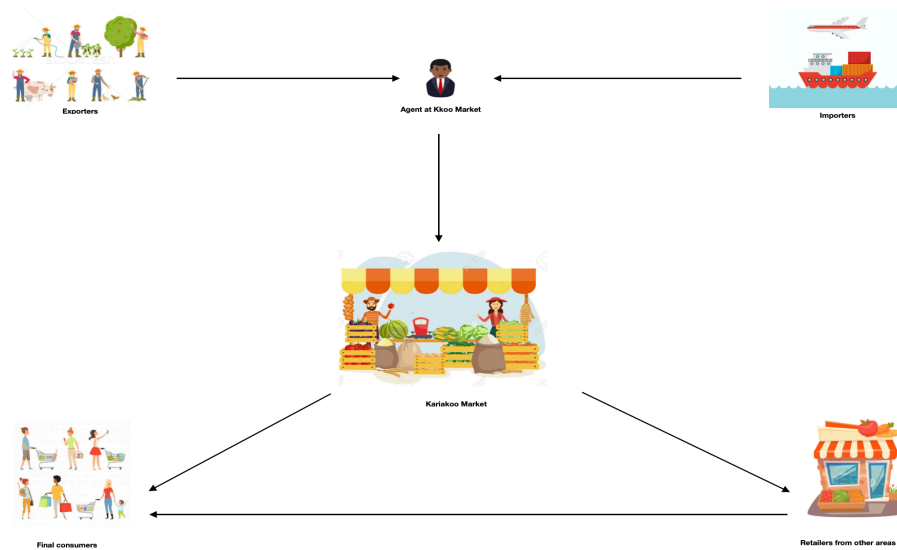 Exporters
Agent at Kkoo Market
Importers
Kariakoo Market
Final consumers
Retailers from other areas